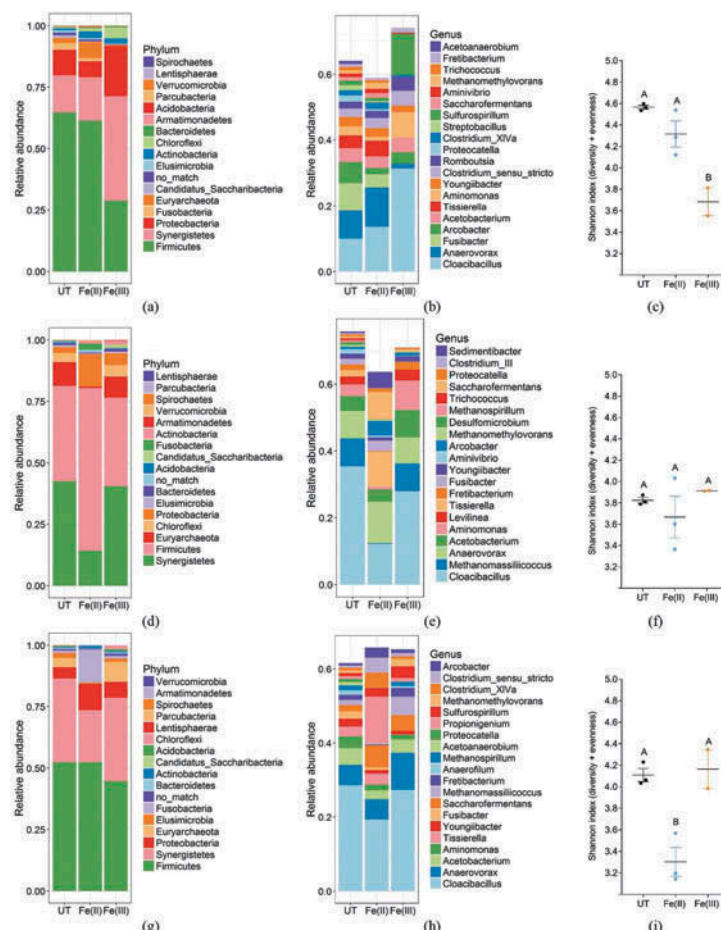 1.00
0.75
0.50
0.25
0.00
Relative abundance
UT Fe(II) Fe(III)
Phylum
Spirochaetes
Lentisphaerae
Verrucomicrobia
Parcubacteria
Acidobacteria
Armatimonadetes
Bacteroidetes
Chloroflexi
Actinobacteria
Elusimicrobia
no_match
Candidatus_Saccharibacteria
Euryarchaeota
Fusobacteria
Proteobacteria
Synergistetes
Firmicutes
(a)
0.6
0.4
0.2
0.0
Relative abundance
UT Fe(II) Fe(III)
Genus
Acetoanaerobium
Fretibacterium
Trichococcus
Methanomethylovorans
Aminivibrio
Saccharofermentans
Sulfurospirillum
Streptobacillus
Clostridium_XIVa
Proteocatella
Romboutsia
Clostridium_sensu_stricto
Youngiibacter
Aminomonas
Tissierella
Acetobacterium
Arcobacter
Fusibacter
Anaerovorax
Cloacibacillus
(b)
5.0
4.8
4.6
4.4
4.2
4.0
3.8
3.6
3.4
3.2
Shannon index (diversity + evenness)
A
A
B
UT Fe(II) Fe(III)
(c)
1.00
0.75
0.50
0.25
0.00
Relative abundance
UT Fe(II) Fe(III)
Phylum
Lentisphaerae
Parcubacteria
Spirochaetes
Verrucomicrobia
Armatimonadetes
Actinobacteria
Fusobacteria
Candidatus_Saccharibacteria
Acidobacteria
no_match
Bacteroidetes
Elusimicrobia
Proteobacteria
Chloroflexi
Euryarchaeota
Firmicutes
Synergistetes
(d)
0.6
0.4
0.2
0.0
Relative abundance
UT Fe(II) Fe(III)
Genus
Sedimentibacter
Clostridium_III
Proteocatella
Saccharofermentans
Trichococcus
Methanospirillum
Desulfomicrobium
Methanomethylovorans
Arcobacter
Aminivibrio
Youngiibacter
Fusibacter
Fretibacterium
Tissierella
Levilinea
Aminomonas
Acetobacterium
Anaerovorax
Methanomassiliicoccus
Cloacibacillus
(e)
5.0
4.8
4.6
4.4
4.2
4.0
3.8
3.6
3.4
3.2
Shannon index (diversity + evenness)
A
A
A
UT Fe(II) Fe(III)
(f)
1.00
0.75
0.50
0.25
0.00
Relative abundance
UT Fe(II) Fe(III)
Phylum
Verrucomicrobia
Armatimonadetes
Spirochaetes
Parcubacteria
Lentisphaerae
Chloroflexi
Acidobacteria
Candidatus_Saccharibacteria
Actinobacteria
Bacteroidetes
no_match
Fusobacteria
Elusimicrobia
Euryarchaeota
Proteobacteria
Synergistetes
Firmicutes
(g)
0.6
0.4
0.2
0.0
Relative abundance
UT Fe(II) Fe(III)
Genus
Arcobacter
Clostridium_sensu_stricto
Clostridium_XIVa
Methanomethylovorans
Sulfurospirillum
Propionigenium
Proteocatella
Acetoanaerobium
Methanospirillum
Anaerofilum
Fretibacterium
Methanomassiliicoccus
Saccharofermentans
Fusibacter
Youngiibacter
Tissierella
Aminomonas
Acetobacterium
Anaerovorax
Cloacibacillus
(h)
5.0
4.8
4.6
4.4
4.2
4.0
3.8
3.6
3.4
3.2
Shannon index (diversity + evenness)
A
B
A
UT Fe(II) Fe(III)
(i)